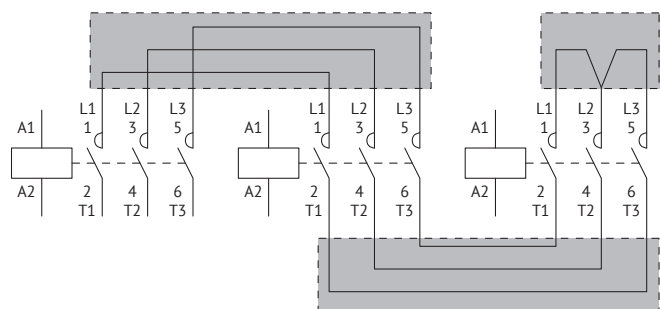 L1 L2 L3 L1 L2 L3 L1 L2 L3
A1 1 3 5 A1 1 3 5 A1 1 3 5
A2 2 4 6 A2 2 4 6 A2 2 4 6
T1 T2 T3 T1 T2 T3 T1 T2 T3